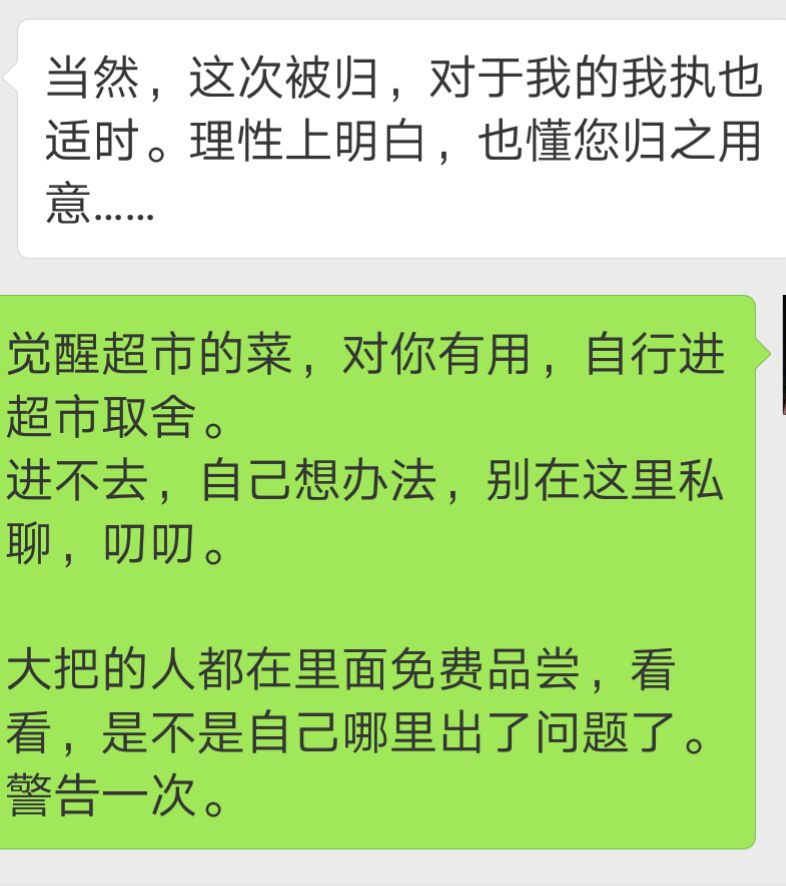 当然，这次被归，对于我的我执也
适时。理性上明白，也懂您归之用
意……
觉醒超市的菜，对你有用，自行进
超市取舍。
进不去，自己想办法，别在这里私
聊，叨叨。
大把的人都在里面免费品尝，看
看，是不是自己哪里出了问题了。
警告一次。